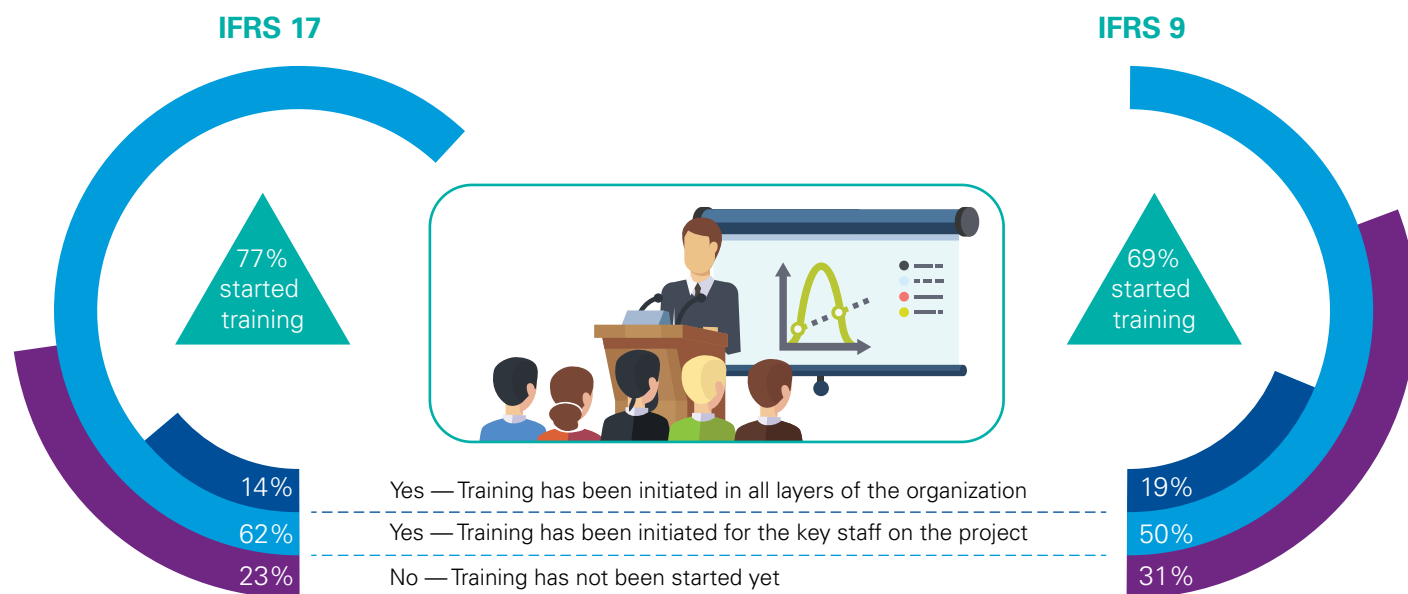 IFRS 17
IFRS 9
77%
started
training
69%
started
training
14% Yes — Training has been initiated in all layers of the organization 19%
62% Yes — Training has been initiated for the key staff on the project 50%
23% No — Training has not been started yet 31%